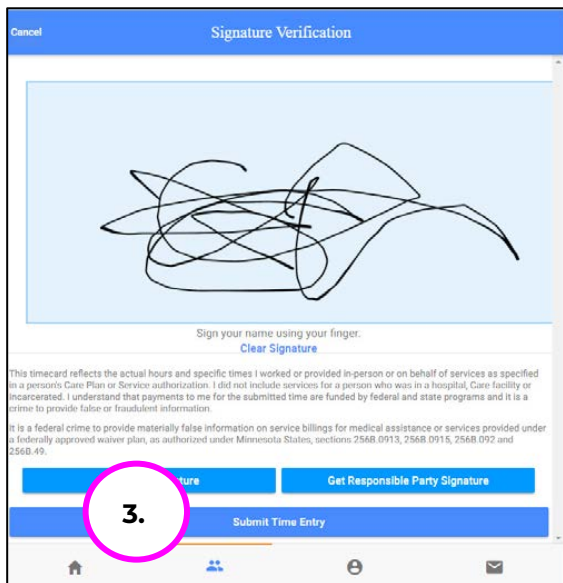 Cancel
Signature Verification
Sign your name using your finger.
Clear Signature
This timecard reflects the actual hours and specific times I worked or provided in-person or on behalf of services as specified
in a person's Care Plan or Service authorization. I did not include services for a person who was in a hospital, Care facility or
incarcerated. I understand that payments to me for the submitted time are funded by federal and state programs and it is a
crime to provide false or fraudulent information.
It is a federal crime to provide materially false information on service billings for medical assistance or services provided under
a federally approved waiver plan, as authorized under Minnesota States, sections 256B.0913, 256B.0915, 256B.092 and
256B.49.
Get Responsible Party Signature
3.
Submit Time Entry